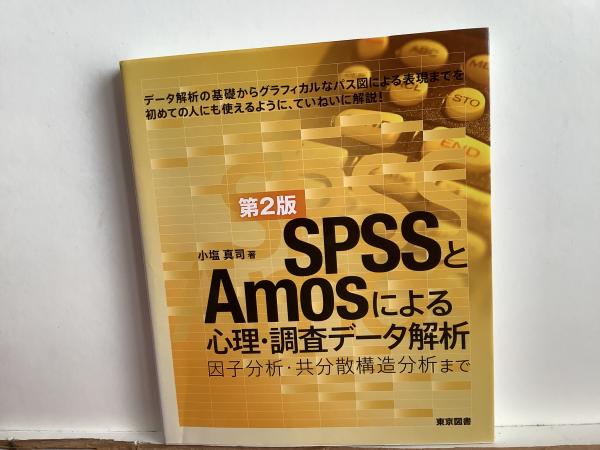 データ解析の基礎からグラフィカルなパス図による表現までを
初めての人にも使えるように、ていねいに解説!
ABC
STO
END
第2版
小塩 真司 著
SPSSと
Amosによる
心理・調査データ解析
因子分析・共分散構造分析まで
東京図書